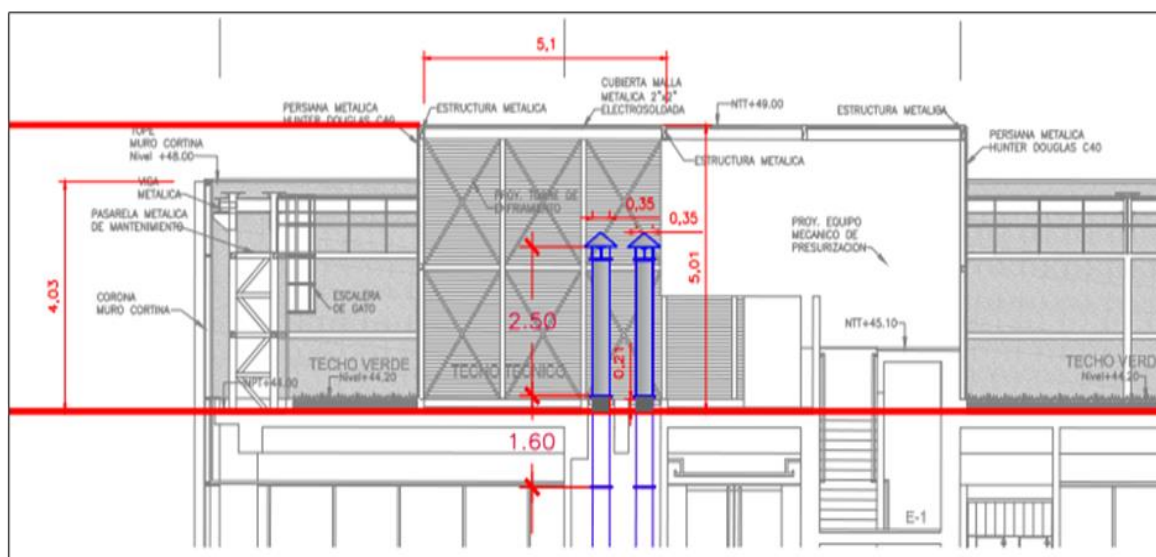 5,1
CUBIERTA MALLA
METALICA 2"x2"
ELECTROSOLDADA
PERSIANA METALICA
HUNTER DOUGLAS C40
ESTRUCTURA METALICA
NTT+49.00
ESTRUCTURA METALICA
TOPE
MURO CORTINA
Nivel +48.00
PERSIANA METALICA
HUNTER DOUGLAS C40
ESTRUCTURA METALICA
VIGA
METALICA
PASARELA METALICA
DE MANTENIMIENTO
PROY. TORRE DE
ENFRIAMIENTO
0,35
0,35
PROY. EQUIPO
MECANICO DE
PRESURIZACION
4,03
5,01
CORONA
MURO CORTINA
ESCALERA
DE GATO
2.50
NTT+45.10
0,21
TECHO VERDE
Nivel+44.20
TECHO TECNICO
TECHO VERDE
Nivel+44.20
NPT+44.00
1.60
E-1